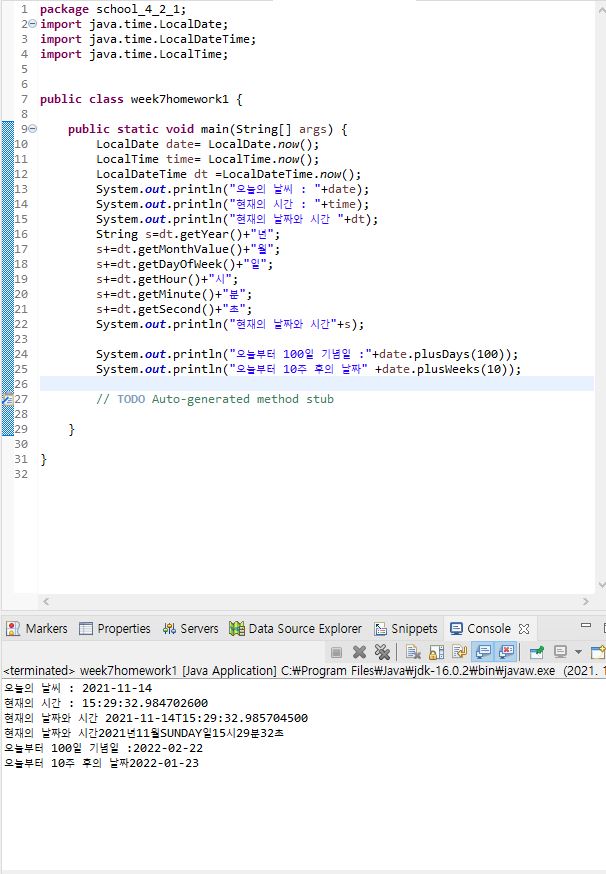 1 package school_4_2_1;
2 import java.time.LocalDate;
3 import java.time.LocalDateTime;
4 import java.time.LocalTime;
5
6
7 public class week7homework1 {
8
9     public static void main(String[] args) {
10         LocalDate date= LocalDate.now();
11         LocalTime time= LocalTime.now();
12         LocalDateTime dt =LocalDateTime.now();
13         System.out.println("오늘의 날씨 : "+date);
14         System.out.println("현재의 시간 : "+time);
15         System.out.println("현재의 날짜와 시간 "+dt);
16         String s=dt.getYear()+"년";
17         s+=dt.getMonthValue()+"월";
18         s+=dt.getDayOfWeek()+"일";
19         s+=dt.getHour()+"시";
20         s+=dt.getMinute()+"분";
21         s+=dt.getSecond()+"초";
22         System.out.println("현재의 날짜와 시간"+s);
23
24         System.out.println("오늘부터 100일 기념일 :"+date.plusDays(100));
25         System.out.println("오늘부터 10주 후의 날짜" +date.plusWeeks(10));
26
27         // TODO Auto-generated method stub
28
29     }
30
31 }
32
Markers Properties Servers Data Source Explorer Snippets Console
<terminated> week7homework1 [Java Application] C:₩Program Files₩Java₩jdk-16.0.2₩bin₩javaw.exe (2021. 1
오늘의 날씨 : 2021-11-14
현재의 시간 : 15:29:32.984702600
현재의 날짜와 시간 2021-11-14T15:29:32.985704500
현재의 날짜와 시간2021년11월SUNDAY일15시29분32초
오늘부터 100일 기념일 :2022-02-22
오늘부터 10주 후의 날짜2022-01-23